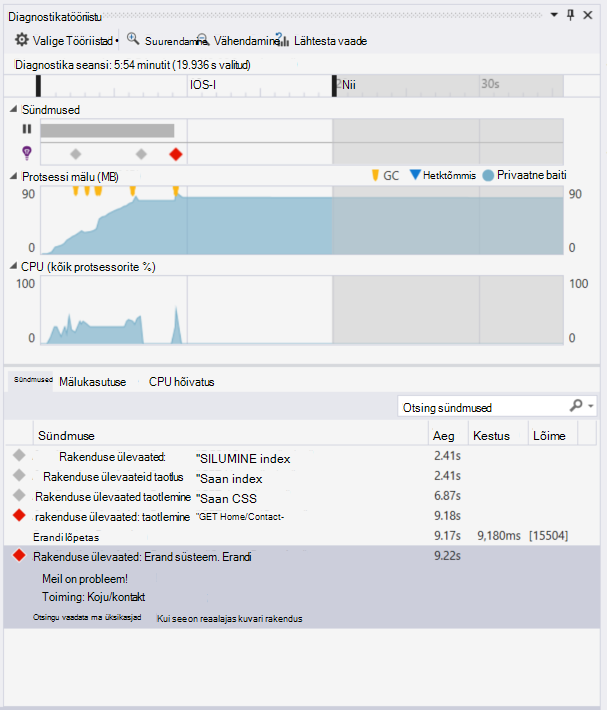 Diagnostikatööriistu
Valige Tööriistad Suurendamine Vähendamine Lähtesta vaade
Diagnostika seansi: 5:54 minutit (19.936 s valitud)
IOS-I Nii 30s
Sündmused
Protsessi mälu (MB) GC Hetktõmmis Privaatne baiti
90 90
0 0
CPU (kõik protsessorite %)
100 100
0 0
Sündmused Mälukasutuse CPU hõivatus
Otsing sündmused
Sündmuse Aeg Kestus Lõime
Rakenduse ülevaated: "SILUMINE index 2.41s
Rakenduse ülevaateid taotlus "Saan index 2.41s
Rakenduse ülevaated taotlemine "Saan CSS 6.87s
rakenduse ülevaated: taotlemine "GET Home/Contact- 9.18s
Erandi lõpetas 9.17s 9,180ms [15504]
Rakenduse ülevaated: Erand süsteem. Erandi 9.22s
Meil on probleem!
Toiming: Koju/kontakt
Otsingu vaadata ma üksikasjad Kui see on reaalajas kuvari rakendus